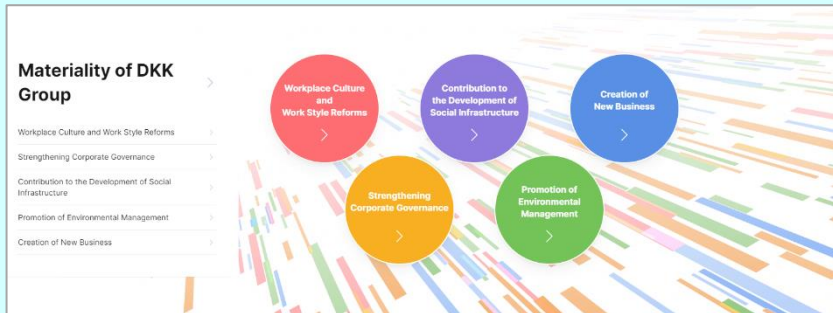 Materiality of DKK
Group
Workplace Culture and Work Style Reforms
Strengthening Corporate Governance
Contribution to the Development of Social
Infrastructure
Promotion of Environmental Management
Creation of New Business
Workplace Culture
and
Work Style Reforms
Contribution to
the Development of
Social Infrastructure
Creation of
New Business
Strengthening
Corporate Governance
Promotion of
Environmental
Management